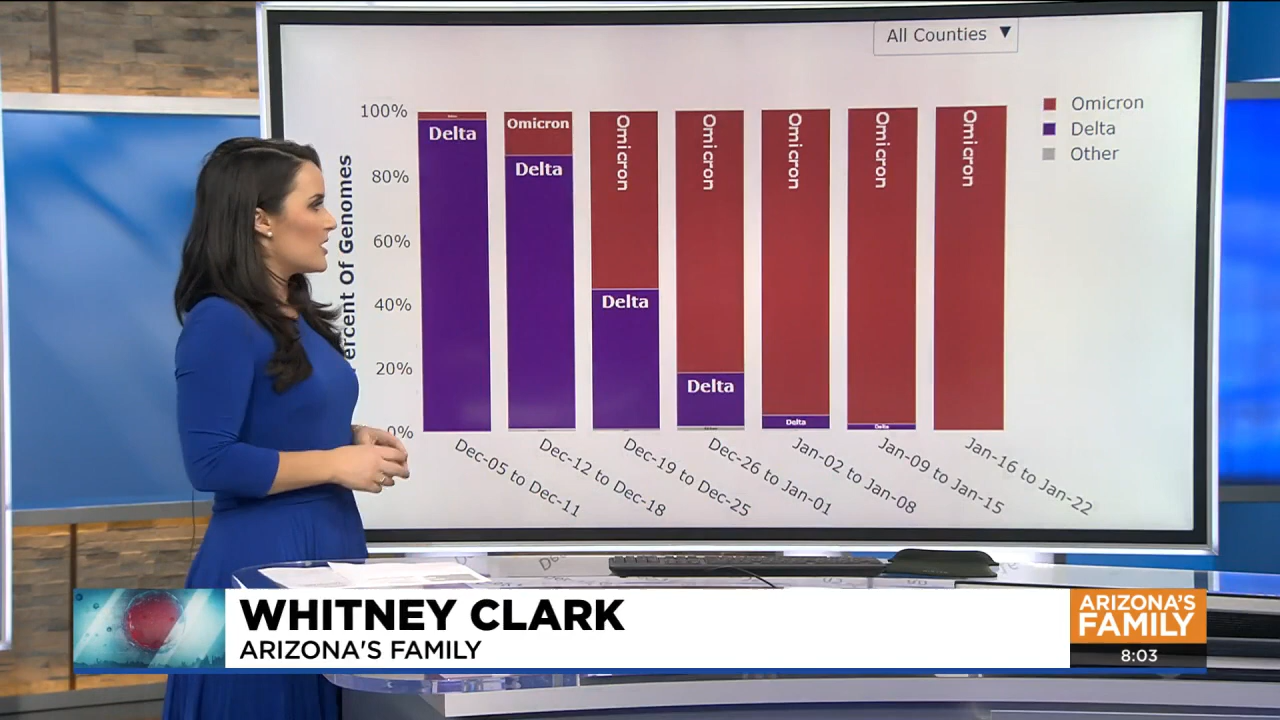 All Counties ▼
Omicron
Delta
Other
Percent Of Genomes
100%
80%
60%
40%
20%
0%
Delta
Omicron
Delta
Omicron
Delta
Omicron
Delta
Omicron
Delta
Omicron
Delta
Omicron
Dec-05 to Dec-11
Dec-12 to Dec-18
Dec-19 to Dec-25
Dec-26 to Jan-01
Jan-02 to Jan-08
Jan-09 to Jan-15
Jan-16 to Jan-22
WHITNEY CLARK
ARIZONA'S FAMILY
ARIZONA'S
FAMILY
8:03